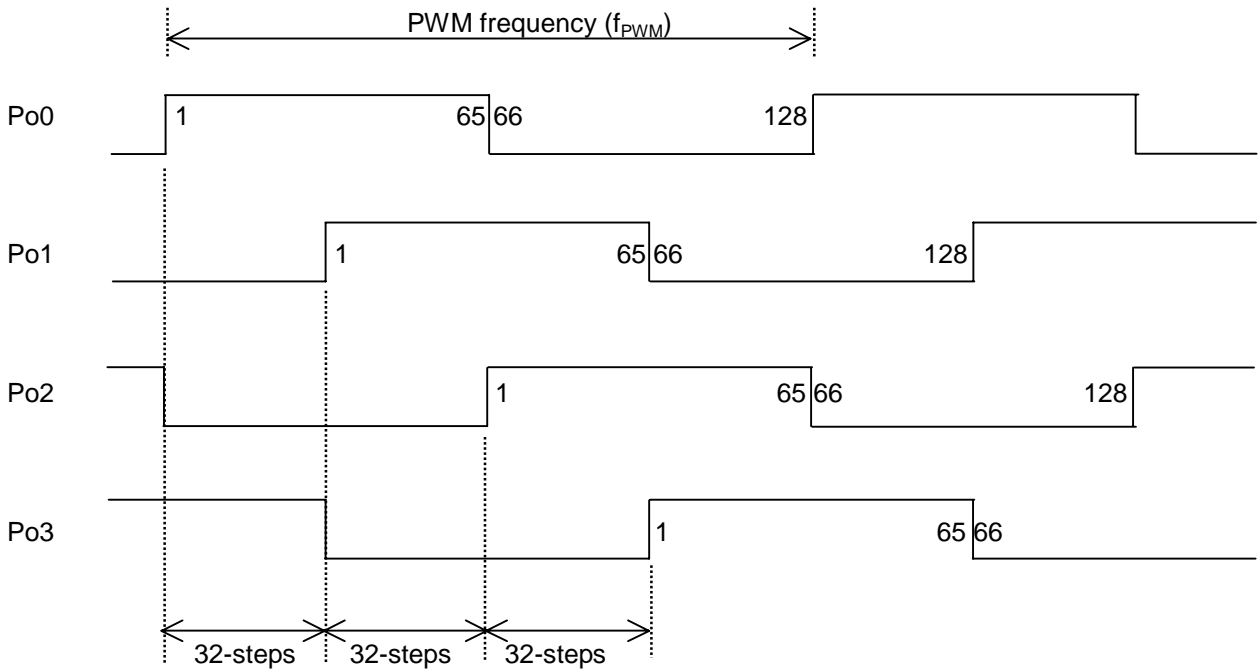 PWM frequency (fPWM)
Po0 1 65 66 128
Po1 1 65 66 128
Po2 1 65 66 128
Po3 1 65 66
32-steps 32-steps 32-steps